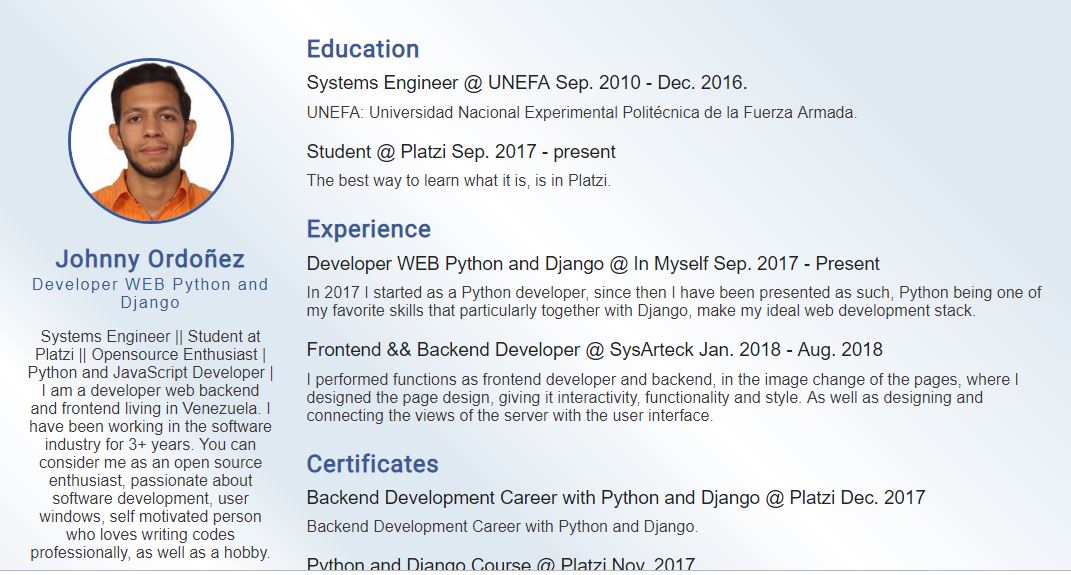 Johnny Ordoñez
Developer WEB Python and
Django
Systems Engineer || Student at
Platzi || Opensource Enthusiast |
Python and JavaScript Developer |
I am a developer web backend
and frontend living in Venezuela. I
have been working in the software
industry for 3+ years. You can
consider me as an open source
enthusiast, passionate about
software development, user
windows, self motivated person
who loves writing codes
professionally, as well as a hobby.
Education
Systems Engineer @ UNEFA Sep. 2010 - Dec. 2016.
UNEFA: Universidad Nacional Experimental Politécnica de la Fuerza Armada.
Student @ Platzi Sep. 2017 - present
The best way to learn what it is, is in Platzi.
Experience
Developer WEB Python and Django @ In Myself Sep. 2017 - Present
In 2017 I started as a Python developer, since then I have been presented as such, Python being one of
my favorite skills that particularly together with Django, make my ideal web development stack.
Frontend && Backend Developer @ SysArteck Jan. 2018 - Aug. 2018
I performed functions as frontend developer and backend, in the image change of the pages, where I
designed the page design, giving it interactivity, functionality and style. As well as designing and
connecting the views of the server with the user interface.
Certificates
Backend Development Career with Python and Django @ Platzi Dec. 2017
Backend Development Career with Python and Django.
Python and Django Course @ Platzi Nov. 2017